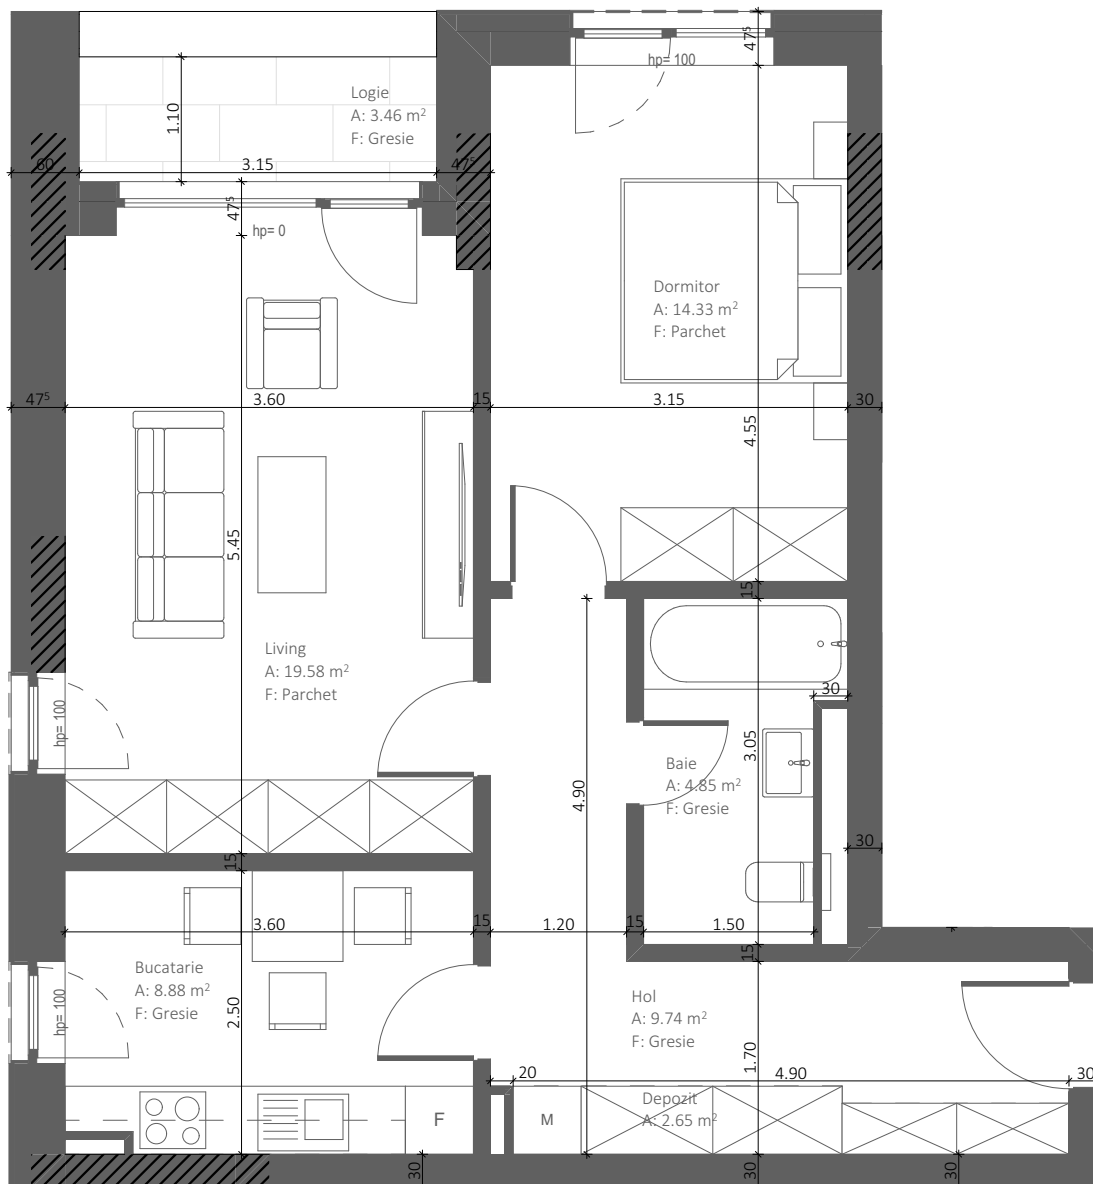 47⁵
hp= 100
Logie
A: 3.46 m²
F: Gresie
1.10
60
3.15
47⁵
47⁵
hp= 0
Dormitor
A: 14.33 m²
F: Parchet
47⁵
3.60
15
3.15
30
4.55
5.45
15
Living
A: 19.58 m²
F: Parchet
30
hp= 100
3.05
Baie
A: 4.85 m²
F: Gresie
4.90
30
15
3.60
15
1.20
15
1.50
15
Bucatarie
A: 8.88 m²
F: Gresie
hp= 100
2.50
Hol
A: 9.74 m²
F: Gresie
1.70
20
4.90
30
Depozit
A: 2.65 m²
F
M
30
30
30